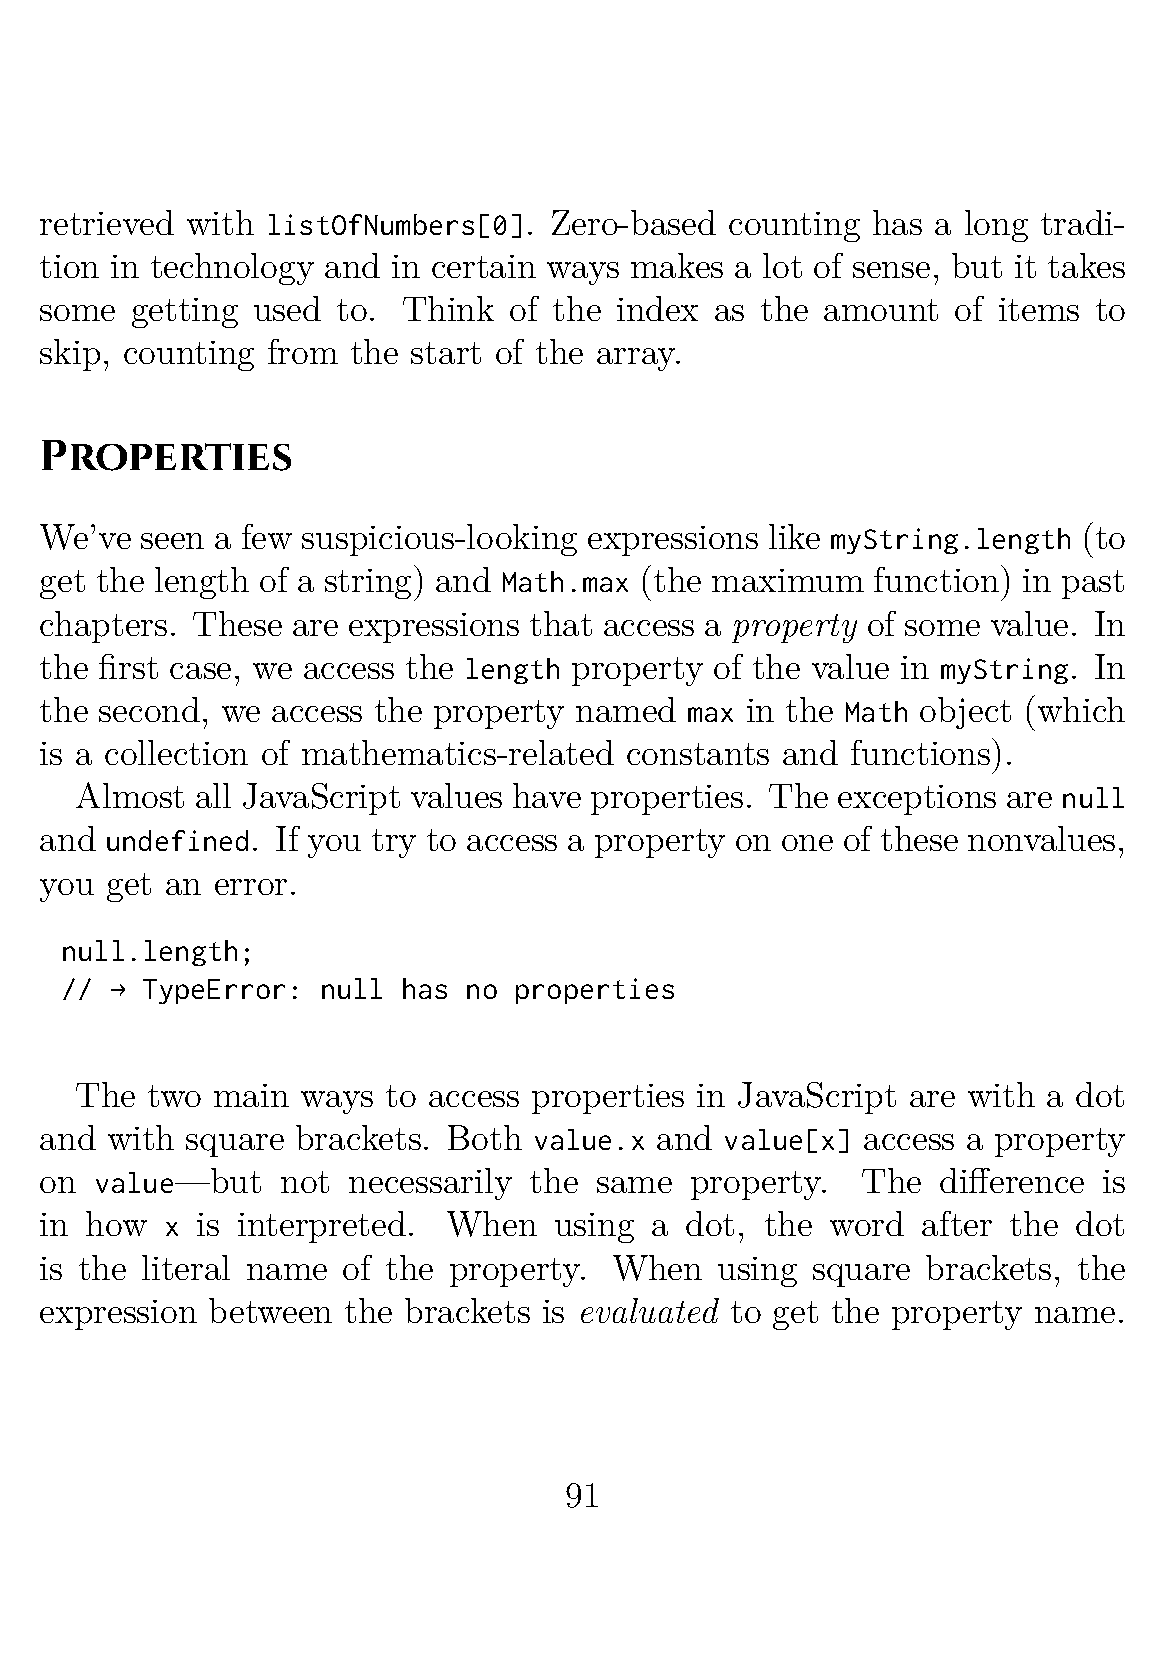 retrieved with listOfNumbers[0]. Zero-based counting has a long tradi-
tion in technology and in certain ways makes a lot of sense, but it takes
some getting used to. Think of the index as the amount of items to
skip, counting from the start of the array.
Properties
We've seen a few suspicious-looking expressions like myString.length (to
get the length of a string) and Math.max (the maximum function) in past
chapters. These are expressions that access a property of some value. In
the first case, we access the length property of the value in myString. In
the second, we access the property named max in the Math object (which
is a collection of mathematics-related constants and functions).
Almost all JavaScript values have properties. The exceptions are null
and undefined. If you try to access a property on one of these nonvalues,
you get an error.
null.length;
// → TypeError: null has no properties
The two main ways to access properties in JavaScript are with a dot
and with square brackets. Both value.x and value[x] access a property
on value—but not necessarily the same property. The difference is
in how x is interpreted. When using a dot, the word after the dot
is the literal name of the property. When using square brackets, the
expression between the brackets is evaluated to get the property name.
91